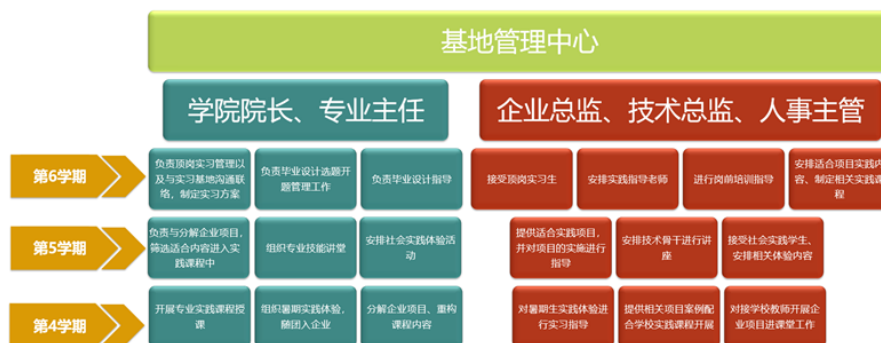 基地管理中心
学院院长、专业主任
企业总监、技术总监、人事主管
第6学期
负责顶岗实习管理以
及与实习基地沟通联
络，制定实习方案
负责毕业设计选题开
题管理工作
负责毕业设计指导
接受顶岗实习生
安排实践指导老师
进行岗前培训指导
安排适合项目实践内
容、制定相关实践课
程
第5学期
负责与分解企业项目，
筛选适合内容进入实
践课程中
组织专业技能讲堂
安排社会实践体验活
动
提供适合实践项目，
并对项目的实施进行
指导
安排技术骨干进行讲
座
接受社会实践学生、
安排相关体验内容
第4学期
开展专业实践课程授
课
组织暑期实践体验，
随团入企业
分解企业项目、重构
课程内容
对暑期生实践体验进
行实习指导
提供相关项目案例配
合学校实践课程开展
对接学校教师开展企
业项目进课堂工作